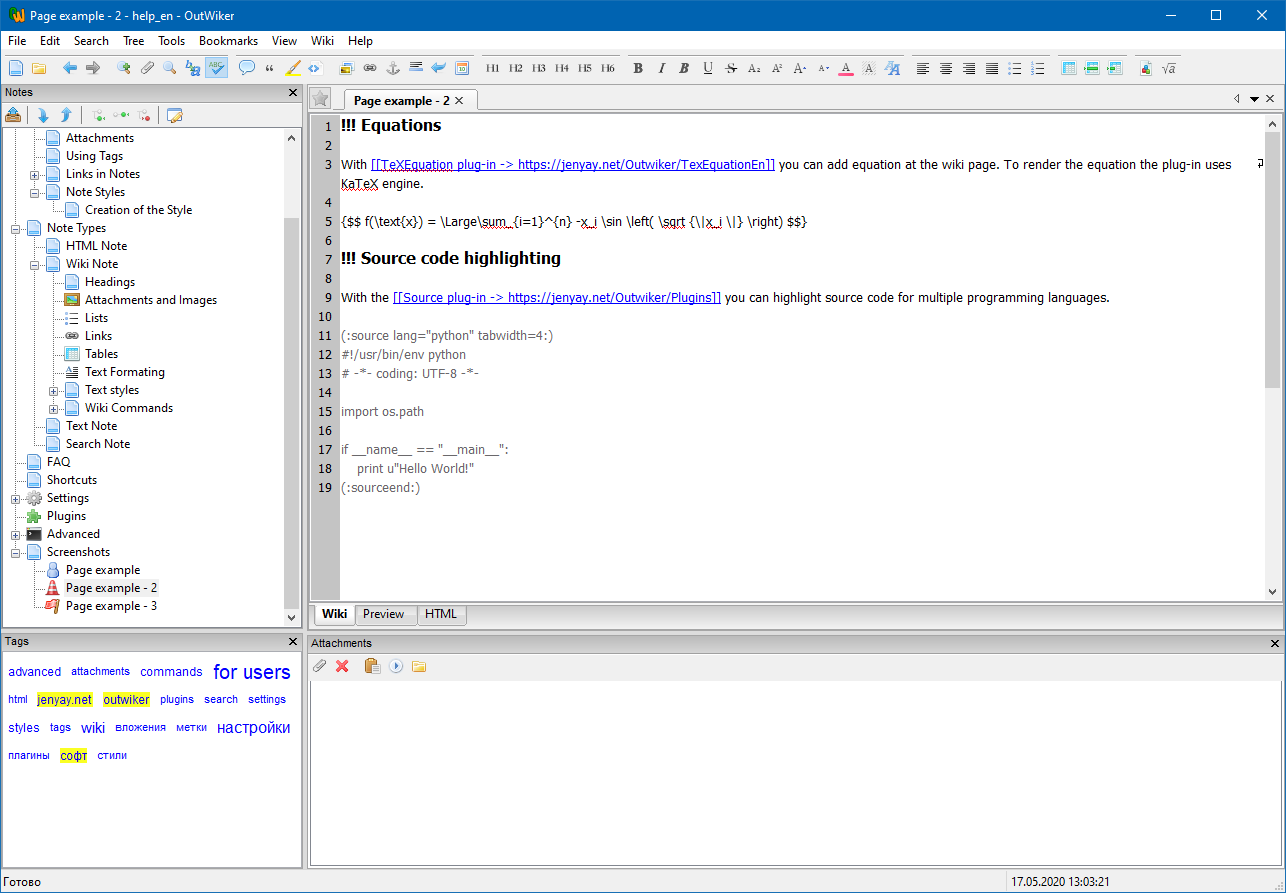 Page example - 2 - help_en - OutWiker
File Edit Search Tree Tools Bookmarks View Wiki Help
H1 H2 H3 H4 H5 H6 B I B U S A₂ A² A A A A
Notes
Attachments
Using Tags
Links in Notes
Note Styles
Creation of the Style
Note Types
HTML Note
Wiki Note
Headings
Attachments and Images
Lists
Links
Tables
Text Formating
Text styles
Wiki Commands
Text Note
Search Note
FAQ
Shortcuts
Settings
Plugins
Advanced
Screenshots
Page example
Page example - 2
Page example - 3
Page example - 2
1 !!! Equations
2
3 With [[TeXEquation plug-in -> https://jenyay.net/Outwiker/TexEquationEn]] you can add equation at the wiki page. To render the equation the plug-in uses
KaTeX engine.
4
5 {$$ f(\text{x}) = \Large\sum_{i=1}^{n} -x_i \sin \left( \sqrt {\|x_i \|} \right) $$}
6
7 !!! Source code highlighting
8
9 With the [[Source plug-in -> https://jenyay.net/Outwiker/Plugins]] you can highlight source code for multiple programming languages.
10
11 (:source lang="python" tabwidth=4:)
12 #!/usr/bin/env python
13 # -*- coding: UTF-8 -*-
14
15 import os.path
16
17 if __name__ == "__main__":
18 print u"Hello World!"
19 (:sourceend:)
Wiki Preview HTML
Tags
advanced attachments commands for users
html jenyay.net outwiker plugins search settings
styles tags wiki вложения метки настройки
плагины софт стили
Attachments
Готово
17.05.2020 13:03:21